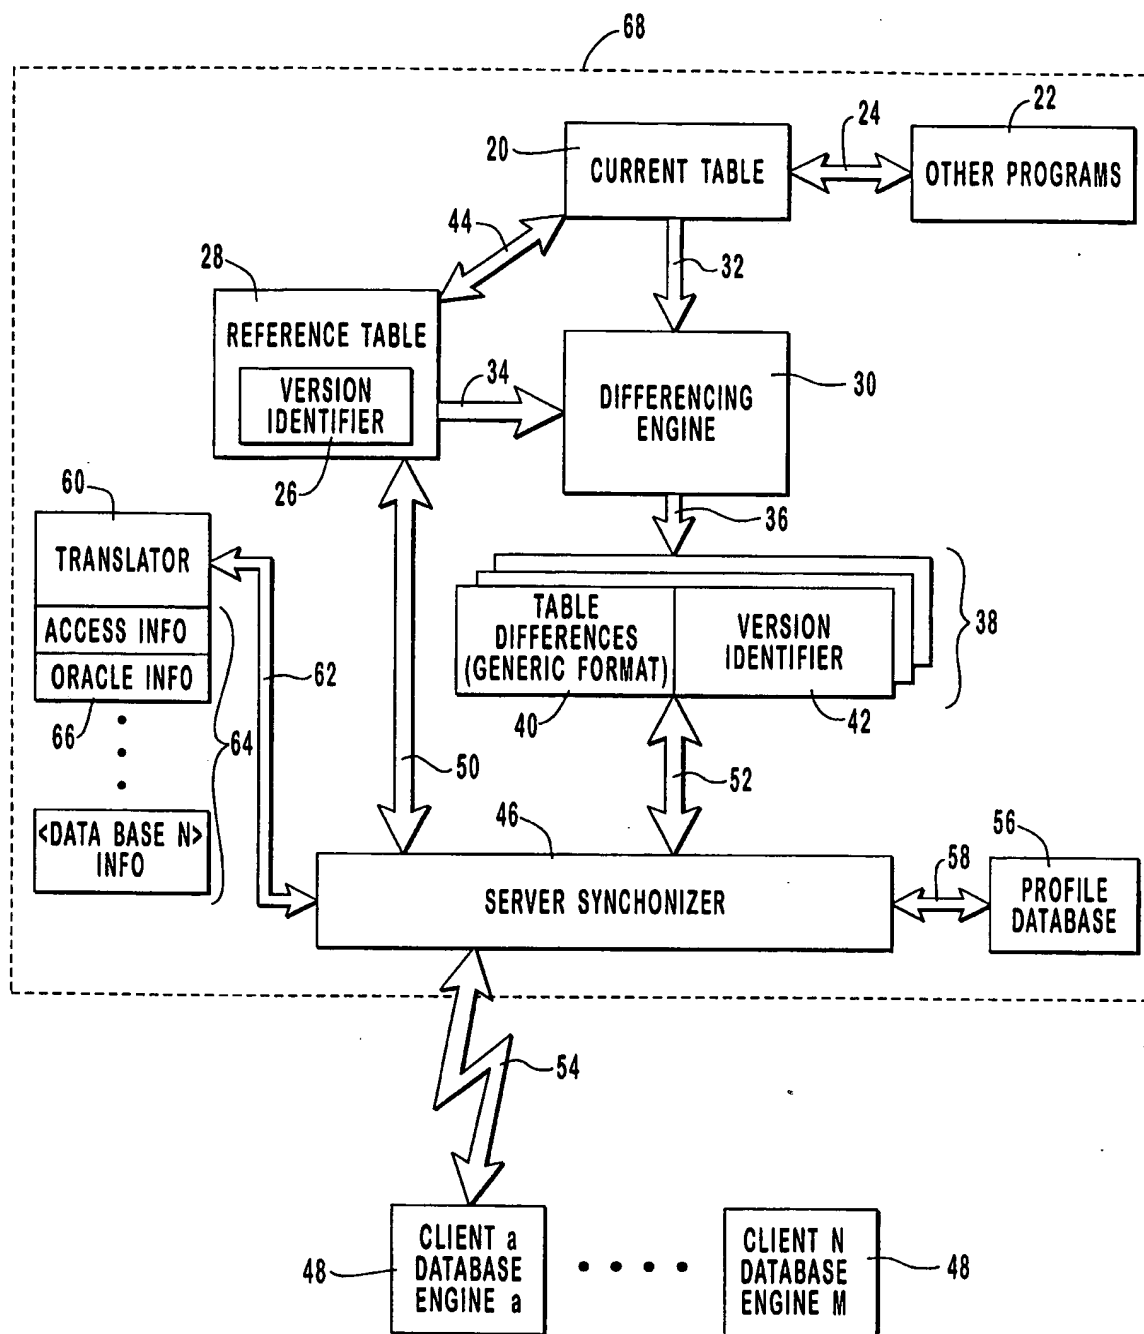 68
20
CURRENT TABLE
24
22
OTHER PROGRAMS
44
32
28
REFERENCE TABLE
VERSION
IDENTIFIER
26
34
DIFFERENCING
ENGINE
30
36
60
TRANSLATOR
ACCESS INFO
ORACLE INFO
66
64
62
<DATA BASE N>
INFO
TABLE
DIFFERENCES
(GENERIC FORMAT)
VERSION
IDENTIFIER
38
40
42
50
52
46
SERVER SYNCHONIZER
58
56
PROFILE
DATABASE
54
48
CLIENT a
DATABASE
ENGINE a
CLIENT N
DATABASE
ENGINE M
48